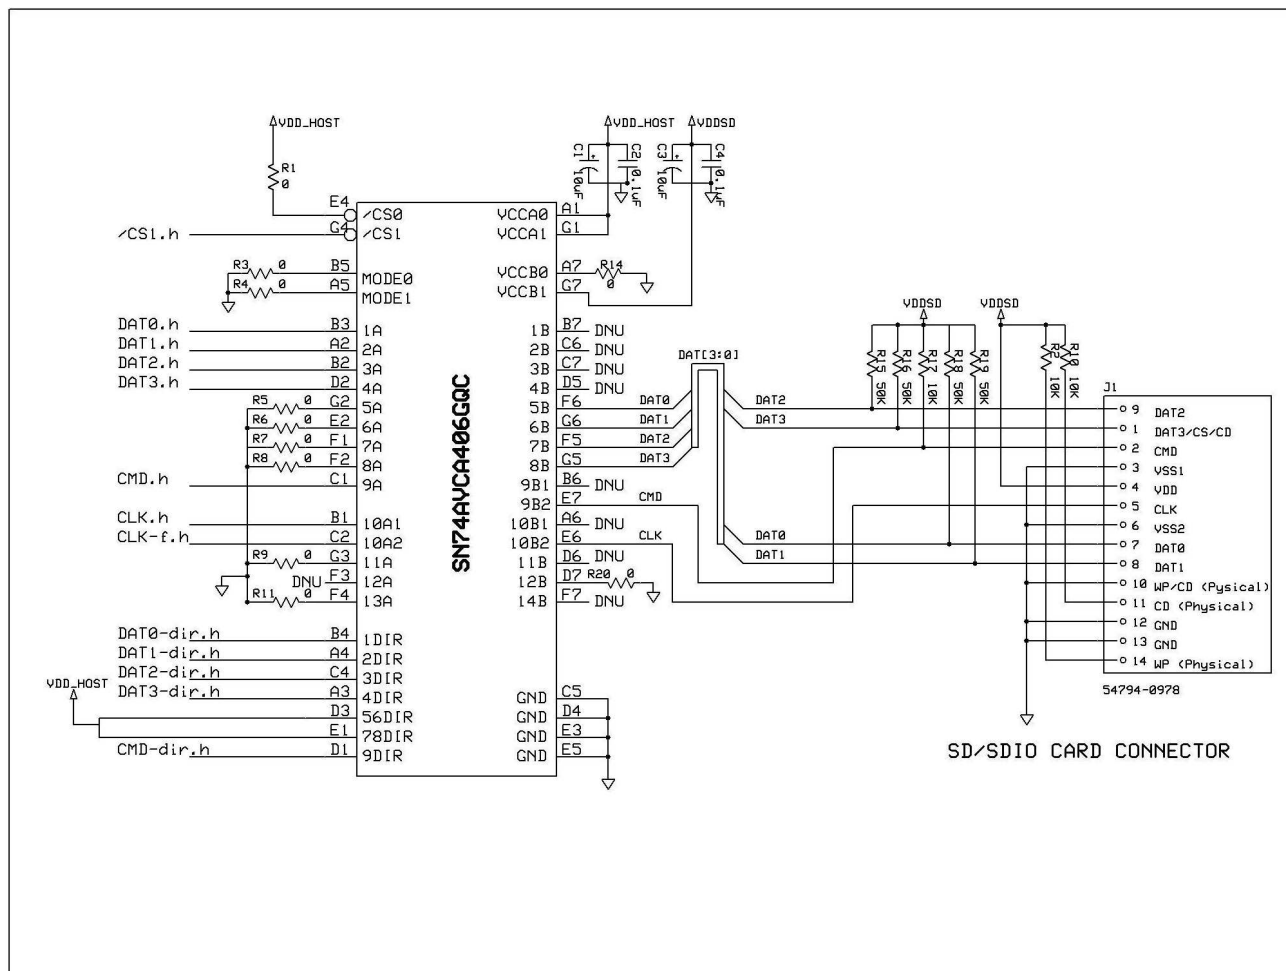 VDD_HOST
R1
0
VDD_HOST
VDDSD
C1
10uF
C2
0.1uF
C3
10uF
C4
0.1uF
/CS1.h
E4 /CS0
G4 /CS1
R3 0 B5 MODE0
R4 0 A5 MODE1
DAT0.h B3 1A
DAT1.h A2 2A
DAT2.h B2 3A
DAT3.h D2 4A
R5 0 G2 5A
R6 0 E2 6A
R7 0 F1 7A
R8 0 F2 8A
CMD.h C1 9A
CLK.h B1 10A1
CLK-f.h C2 10A2
R9 0 G3 11A
DNU F3 12A
R11 0 F4 13A
DAT0-dir.h B4 1DIR
DAT1-dir.h A4 2DIR
DAT2-dir.h C4 3DIR
DAT3-dir.h A3 4DIR
VDD_HOST
D3 56DIR
E1 78DIR
CMD-dir.h D1 9DIR
SN74AVCA406GQC
VCCA0 A1
VCCA1 G1
VCCB0 A7 R14 0
VCCB1 G7
1B B7 DNU
2B C6 DNU
3B C7 DNU
4B D5 DNU
5B F6 DAT0
6B G6 DAT1
7B F5 DAT2
8B G5 DAT3
9B1 B6 DNU
9B2 E7 CMD
10B1 A6 DNU
10B2 E6 CLK
11B D6 DNU
12B D7 R20 0
14B F7 DNU
GND C5
GND D4
GND E3
GND E5
DAT[3:0]
DAT2
DAT3
DAT0
DAT1
VDDSD
VDDSD
R15 50K
R16 50K
R17 10K
R18 50K
R19 50K
R2 10K
R10 10K
J1
9 DAT2
1 DAT3/CS/CD
2 CMD
3 VSS1
4 VDD
5 CLK
6 VSS2
7 DAT0
8 DAT1
10 WP/CD (Pysical)
11 CD (Physical)
12 GND
13 GND
14 WP (Physical)
54794-0978
SD/SDIO CARD CONNECTOR